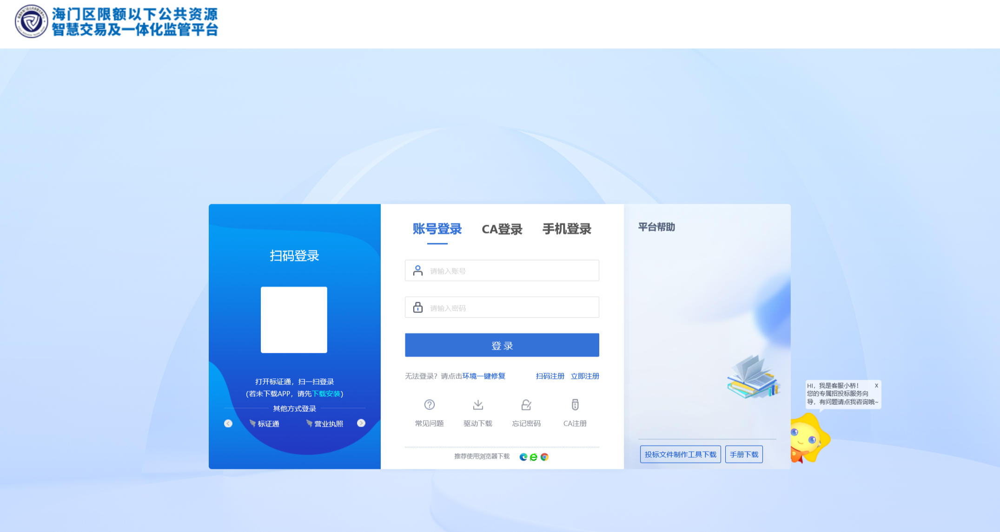 海门区限额以下公共资源
智慧交易及一体化监管平台
扫码登录
打开标证通，扫一扫登录
(若未下载APP，请先下载安装)
其他方式登录
标证通
营业执照
账号登录
CA登录
手机登录
请输入账号
请输入密码
登 录
无法登录？请点击环境一键修复
扫码注册
立即注册
常见问题
驱动下载
忘记密码
CA注册
推荐使用浏览器下载
平台帮助
投标文件制作工具下载
手册下载
HI，我是客服小桥！
X
您的专属招投标服务向
导，有问题请点我咨询哦~